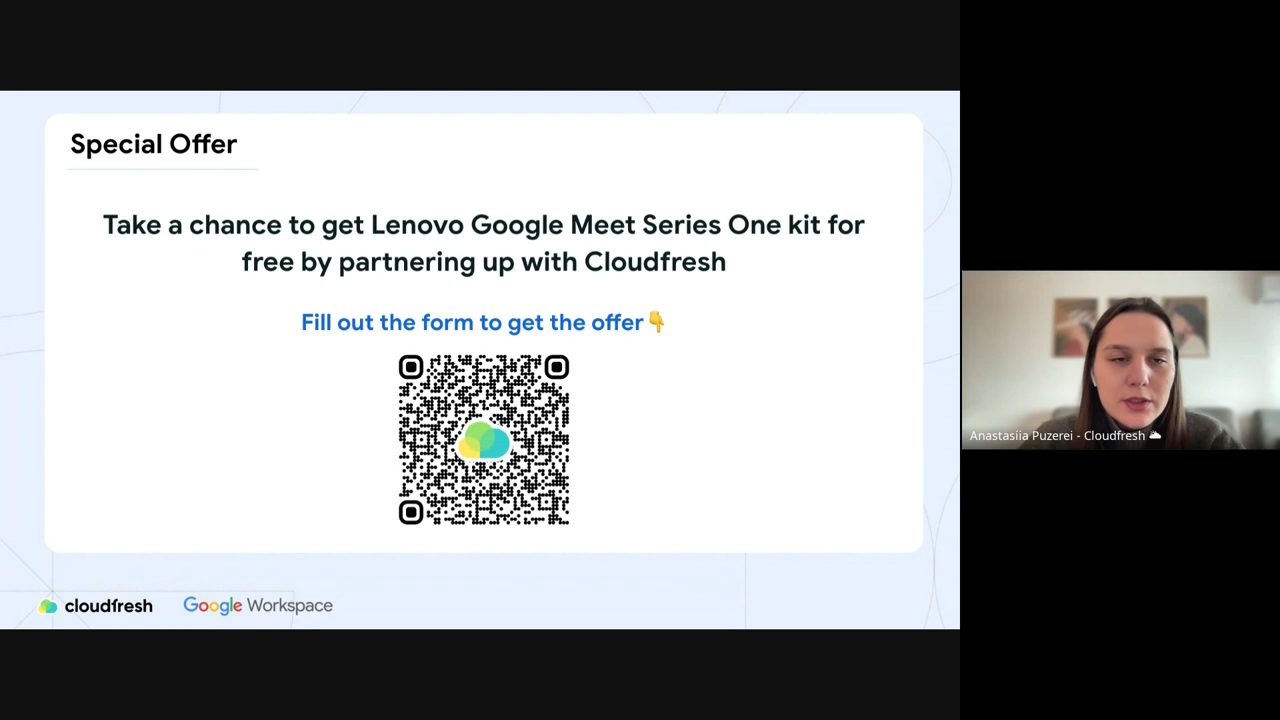 Special Offer
Take a chance to get Lenovo Google Meet Series One kit for
free by partnering up with Cloudfresh
Fill out the form to get the offer👇
cloudfresh
Google Workspace
Anastasiia Puzerei - Cloudfresh 🌥️